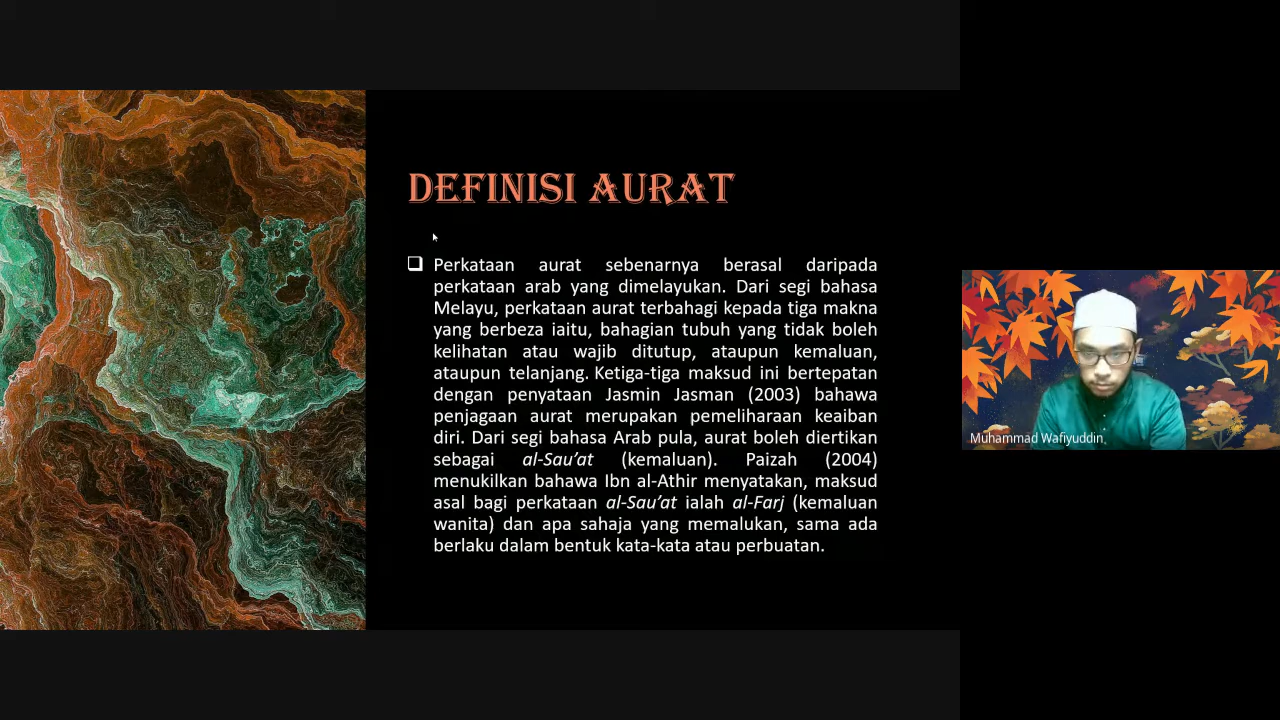 DEFINISI AURAT
Perkataan aurat sebenarnya berasal daripada
perkataan arab yang dimelayukan. Dari segi bahasa
Melayu, perkataan aurat terbahagi kepada tiga makna
yang berbeza iaitu, bahagian tubuh yang tidak boleh
kelihatan atau wajib ditutup, ataupun kemaluan,
ataupun telanjang. Ketiga-tiga maksud ini bertepatan
dengan penyataan Jasmin Jasman (2003) bahawa
penjagaan aurat merupakan pemeliharaan keaiban
diri. Dari segi bahasa Arab pula, aurat boleh diertikan
sebagai al-Sau’at (kemaluan). Paizah (2004)
menukilkan bahawa Ibn al-Athir menyatakan, maksud
asal bagi perkataan al-Sau’at ialah al-Farj (kemaluan
wanita) dan apa sahaja yang memalukan, sama ada
berlaku dalam bentuk kata-kata atau perbuatan.
Muhammad Wafiyuddin